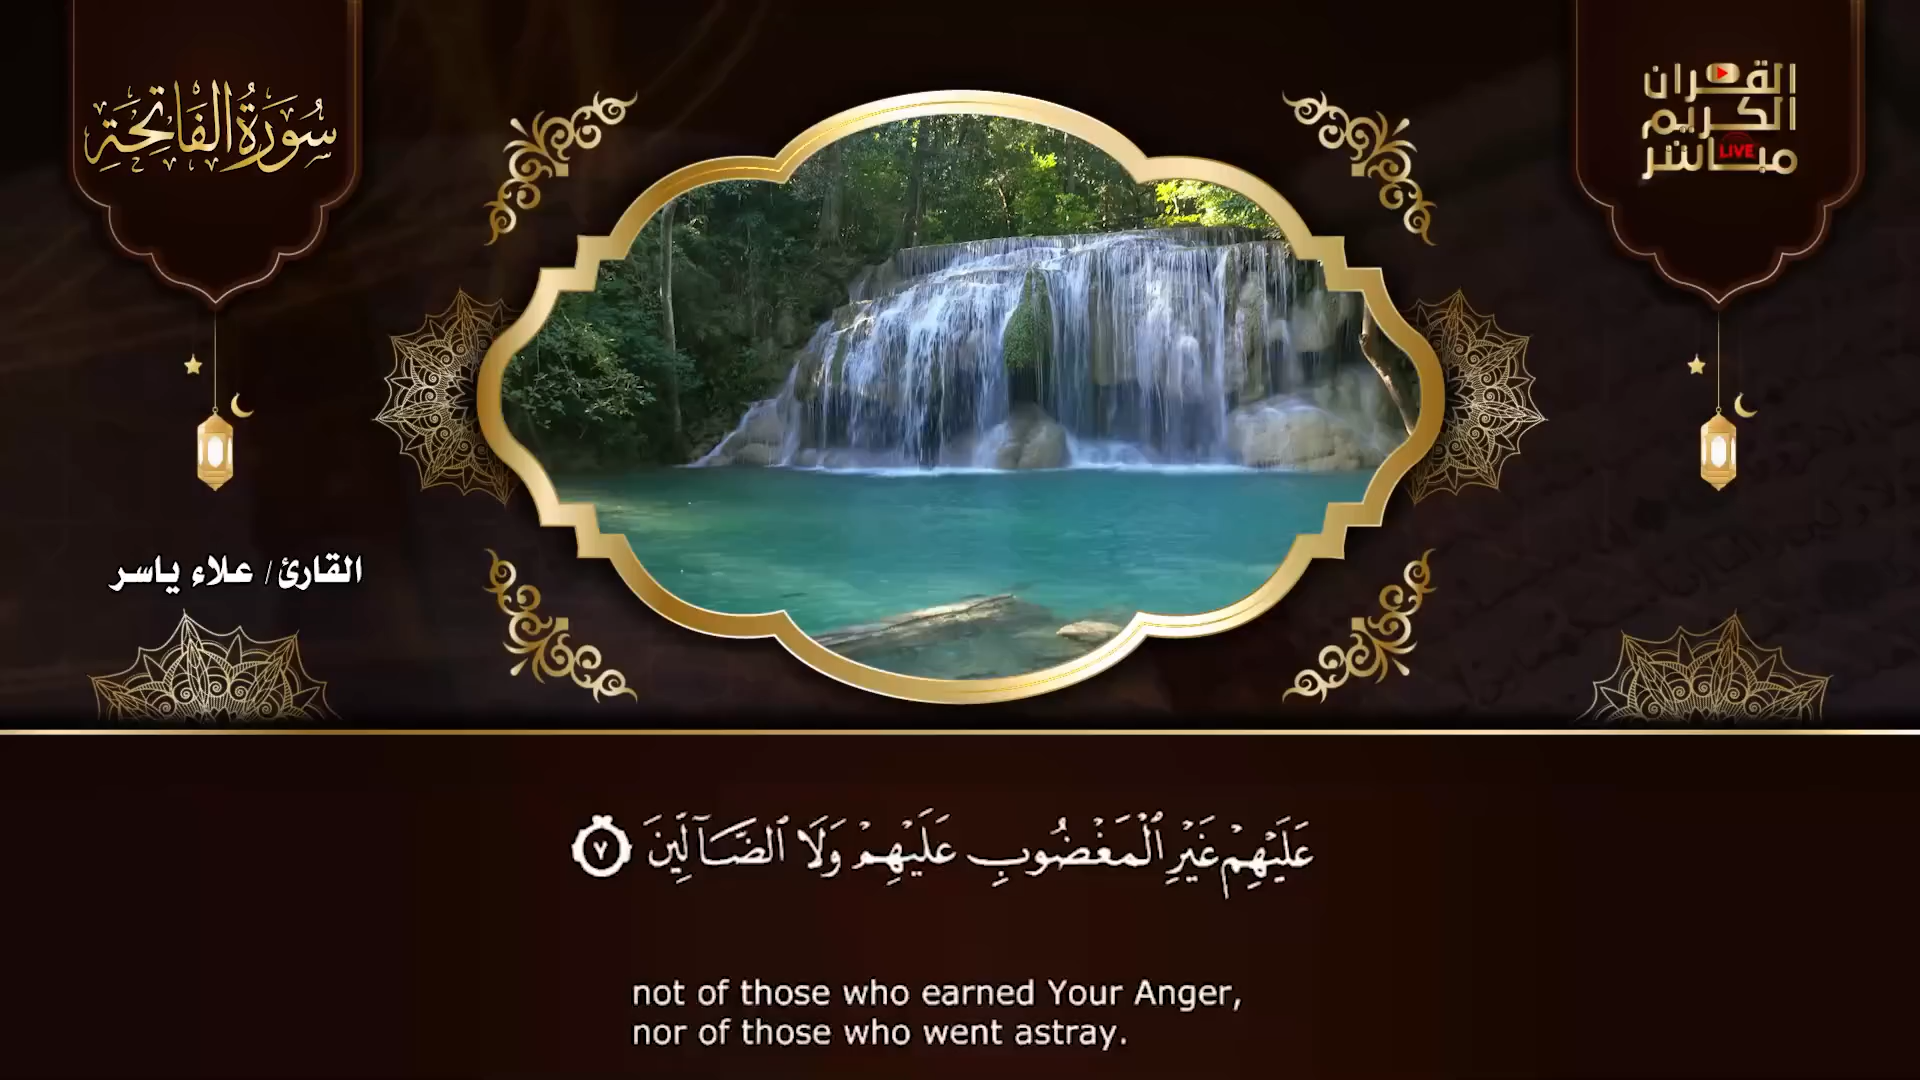 سُورَةُ الْفَاتِحَةِ
القرآن
الكريم
مباشر
LIVE
القارئ / علاء ياسر
عَلَيْهِمْ غَيْرِ ٱلْمَغْضُوبِ عَلَيْهِمْ وَلَا ٱلضَّآلِّينَ ٧
not of those who earned Your Anger,
nor of those who went astray.